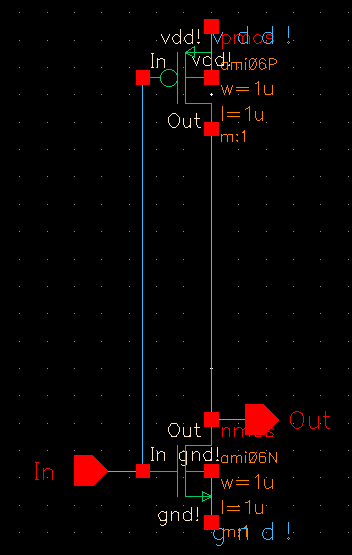 vdd! vdd!
pmos
vdd!
In
ami06P
w=1u
l=1u
Out
m:1
Out
Out
nmos
In
In
gnd!
ami06N
w=1u
l=1u
gnd!
m:1
gnd!